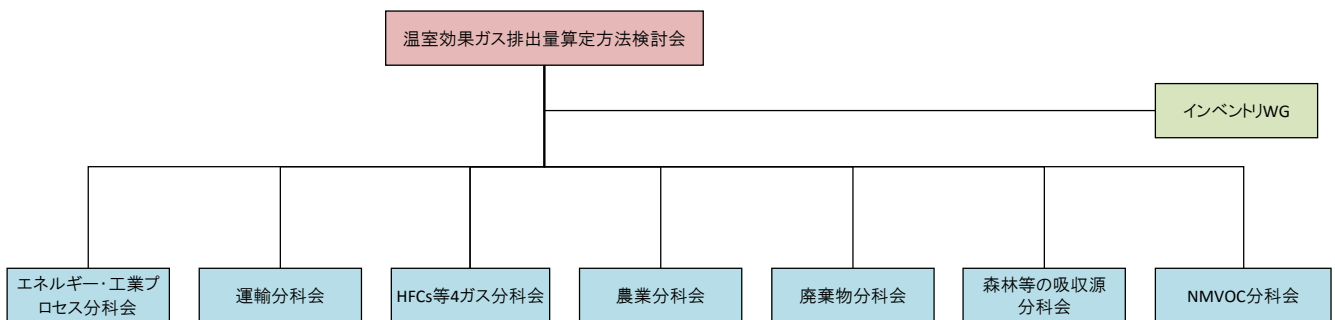 温室効果ガス排出量算定方法検討会
インベントリWG
エネルギー・工業プ
ロセス分科会
運輸分科会
HFCs等4ガス分科会
農業分科会
廃棄物分科会
森林等の吸収源
分科会
NMVOC分科会